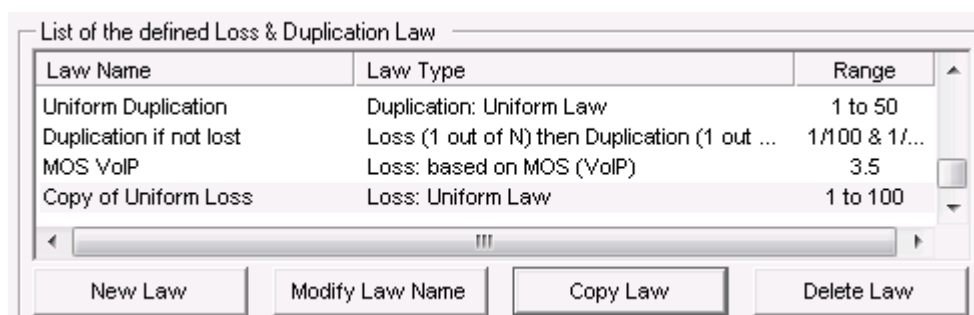 List of the defined Loss & Duplication Law
Law Name Law Type Range
Uniform Duplication Duplication: Uniform Law 1 to 50
Duplication if not lost Loss (1 out of N) then Duplication (1 out ... 1/100 & 1/...
MOS VoIP Loss: based on MOS (VoIP) 3.5
Copy of Uniform Loss Loss: Uniform Law 1 to 100
New Law Modify Law Name Copy Law Delete Law